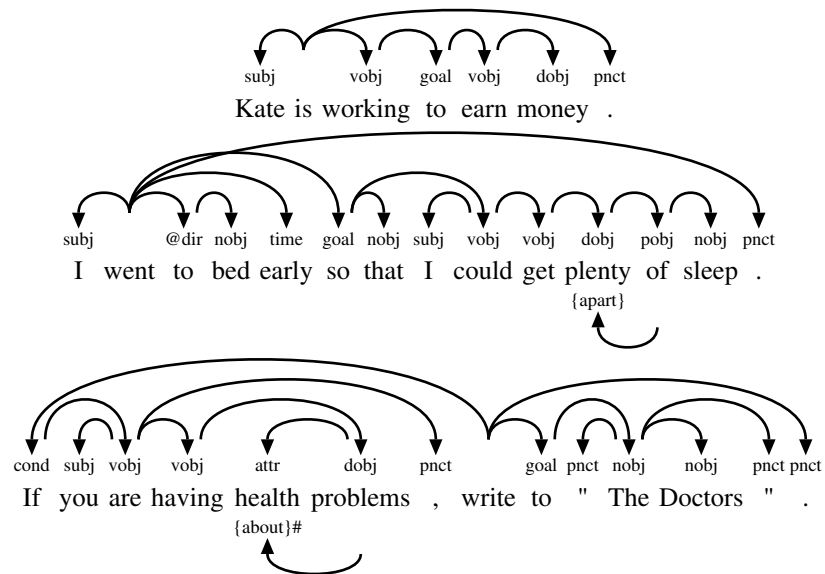 subj vobj goal vobj dobj pnct
Kate is working to earn money .
subj @dir nobj time goal nobj subj vobj vobj dobj pobj nobj pnct
I went to bed early so that I could get plenty of sleep .
{apart}
cond subj vobj vobj attr dobj pnct goal pnct nobj nobj pnct pnct
If you are having health problems , write to " The Doctors " .
{about}#